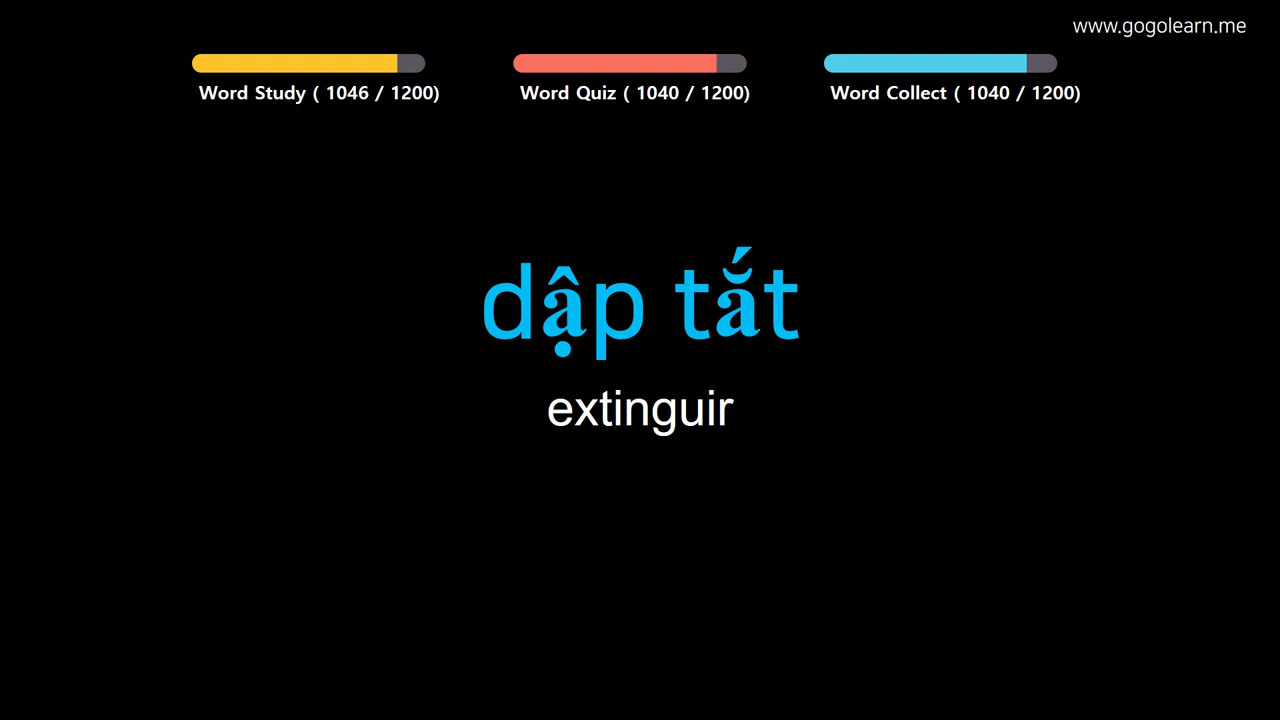 www.gogolearn.me
Word Study ( 1046 / 1200)
Word Quiz ( 1040 / 1200)
Word Collect ( 1040 / 1200)
dập tắt
extinguir